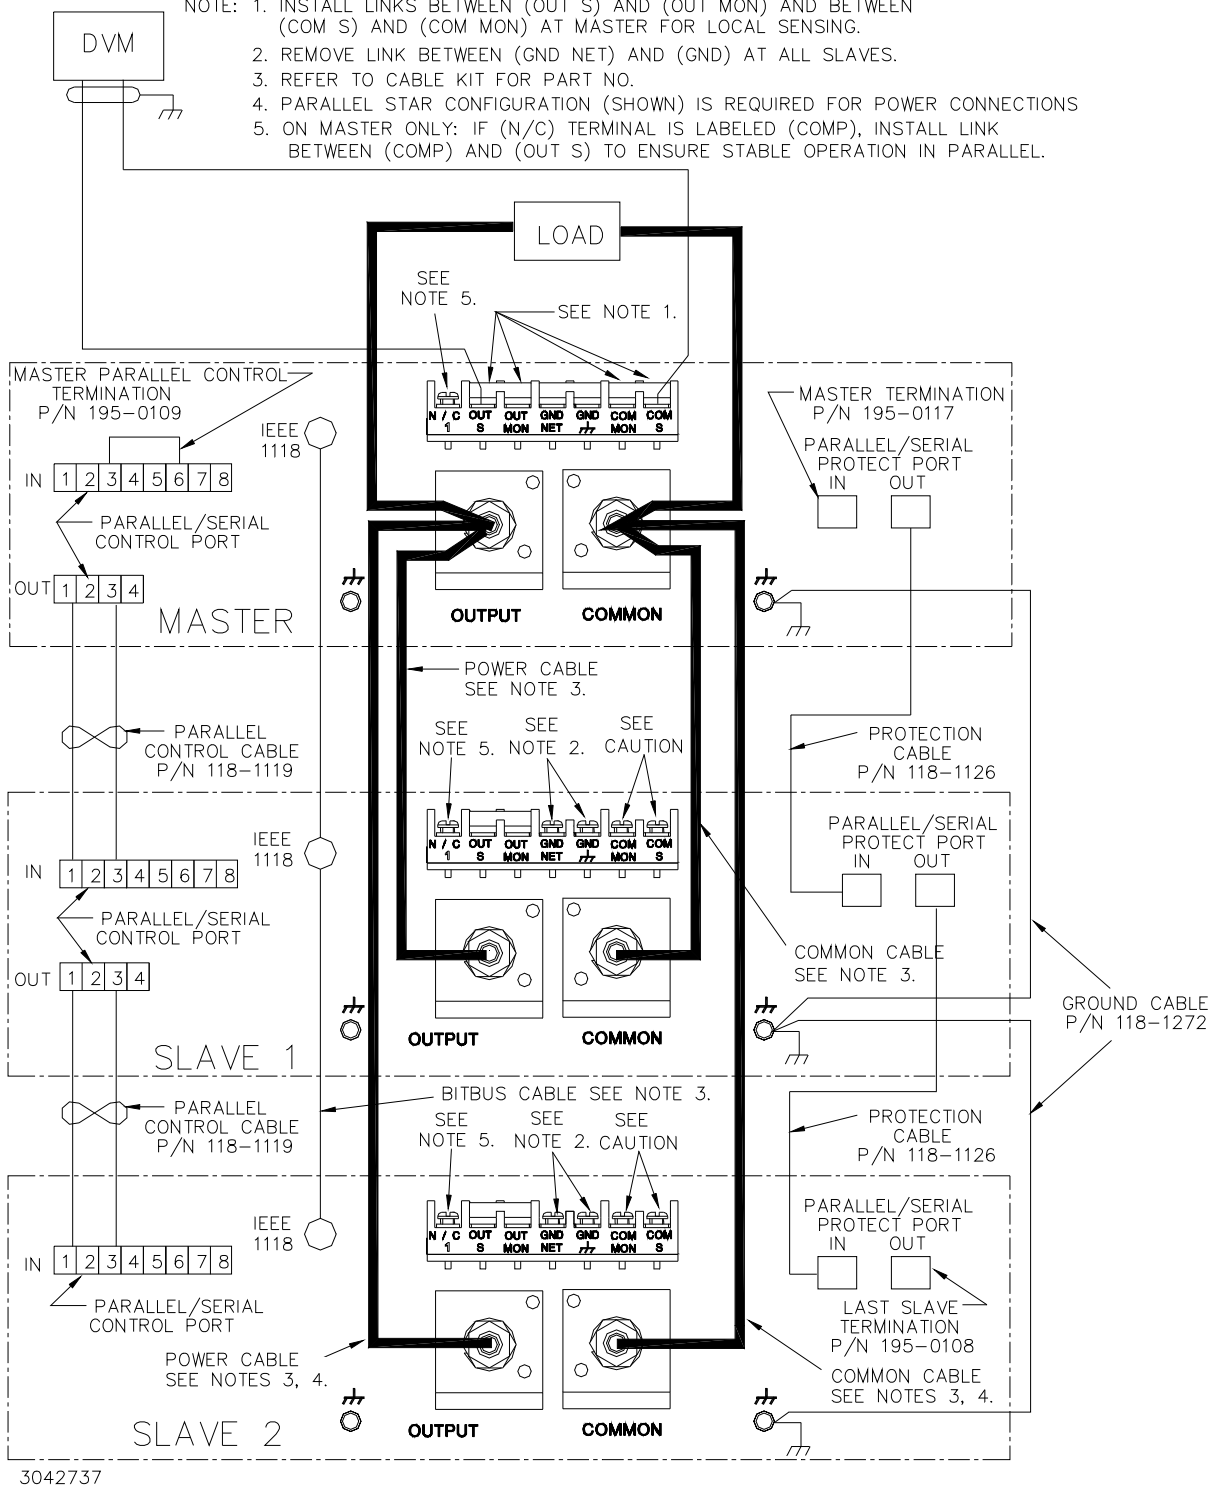 NOTE: 1. INSTALL LINKS BETWEEN (OUT S) AND (OUT MON) AND BETWEEN
(COM S) AND (COM MON) AT MASTER FOR LOCAL SENSING.
2. REMOVE LINK BETWEEN (GND NET) AND (GND) AT ALL SLAVES.
3. REFER TO CABLE KIT FOR PART NO.
4. PARALLEL STAR CONFIGURATION (SHOWN) IS REQUIRED FOR POWER CONNECTIONS
5. ON MASTER ONLY: IF (N/C) TERMINAL IS LABELED (COMP), INSTALL LINK
BETWEEN (COMP) AND (OUT S) TO ENSURE STABLE OPERATION IN PARALLEL.
DVM
LOAD
SEE
NOTE 5.
SEE NOTE 1.
MASTER PARALLEL CONTROL
TERMINATION
P/N 195-0109
IEEE
1118
N / C OUT OUT GND GND COM COM
1 S MON NET MON S
MASTER TERMINATION
P/N 195-0117
PARALLEL/SERIAL
PROTECT PORT
IN OUT
IN 1 2 3 4 5 6 7 8
PARALLEL/SERIAL
CONTROL PORT
OUT 1 2 3 4
MASTER
OUTPUT COMMON
POWER CABLE
SEE NOTE 3.
PARALLEL
CONTROL CABLE
P/N 118-1119
SEE
NOTE 5.
SEE
NOTE 2.
SEE
CAUTION
PROTECTION
CABLE
P/N 118-1126
IEEE
1118
N / C OUT OUT GND GND COM COM
1 S MON NET MON S
PARALLEL/SERIAL
PROTECT PORT
IN OUT
IN 1 2 3 4 5 6 7 8
PARALLEL/SERIAL
CONTROL PORT
OUT 1 2 3 4
COMMON CABLE
SEE NOTE 3.
GROUND CABLE
P/N 118-1272
SLAVE 1
OUTPUT COMMON
BITBUS CABLE SEE NOTE 3.
PARALLEL
CONTROL CABLE
P/N 118-1119
SEE
NOTE 5.
SEE
NOTE 2.
SEE
CAUTION
PROTECTION
CABLE
P/N 118-1126
IEEE
1118
N / C OUT OUT GND GND COM COM
1 S MON NET MON S
PARALLEL/SERIAL
PROTECT PORT
IN OUT
IN 1 2 3 4 5 6 7 8
PARALLEL/SERIAL
CONTROL PORT
LAST SLAVE
TERMINATION
P/N 195-0108
POWER CABLE
SEE NOTES 3, 4.
COMMON CABLE
SEE NOTES 3, 4.
SLAVE 2
OUTPUT COMMON
3042737